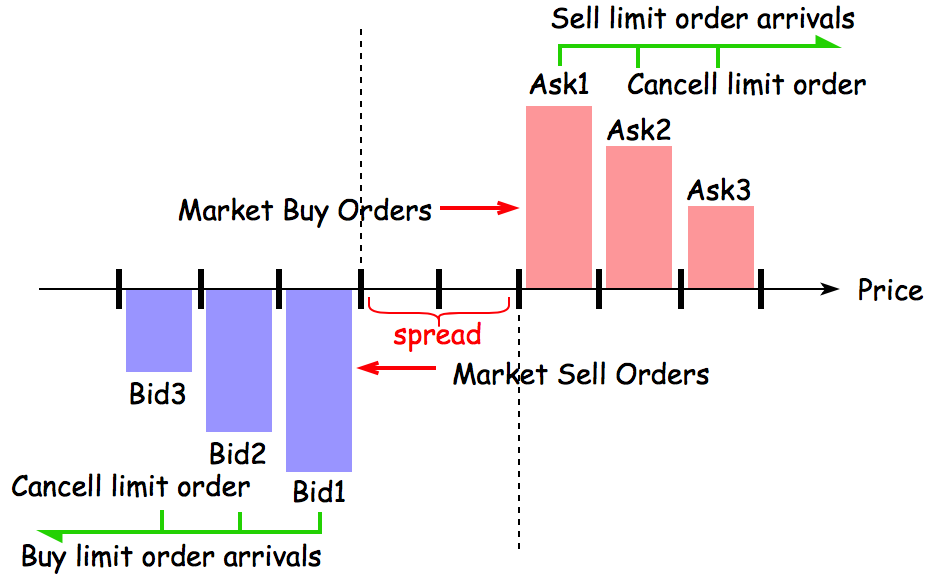 Sell limit order arrivals
Ask1
Cancell limit order
Ask2
Ask3
Market Buy Orders
Price
spread
Market Sell Orders
Bid3
Bid2
Cancell limit order
Bid1
Buy limit order arrivals